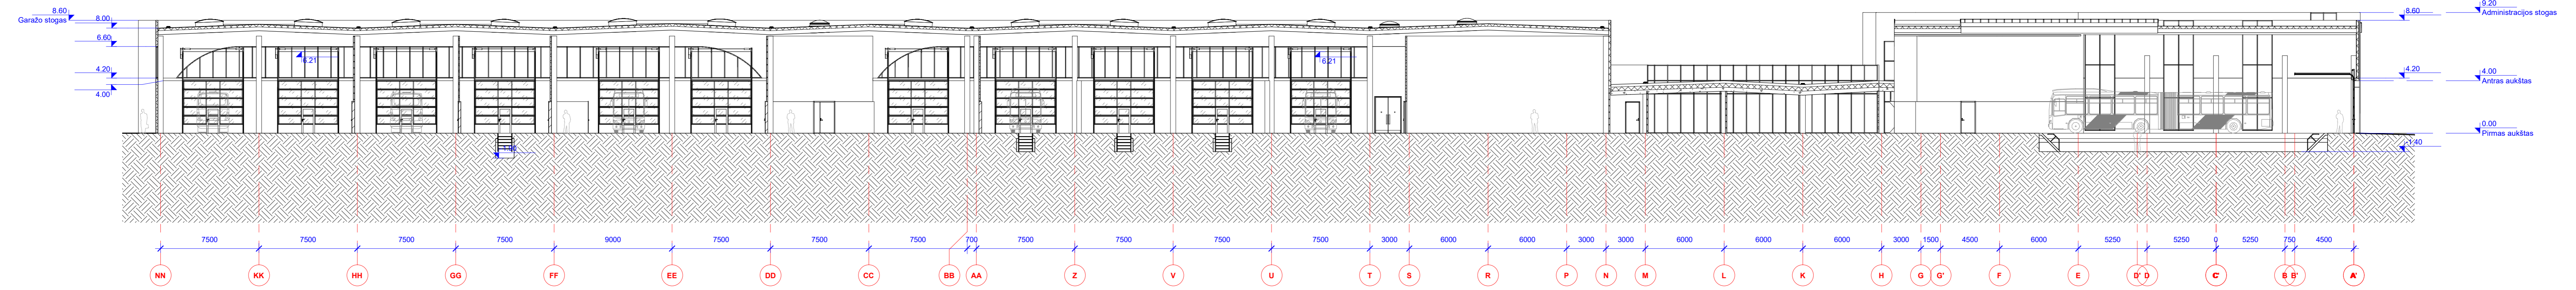 8.60
Garažo stogas
8.00
6.60
4.20
4.00
6.21
6.21
8.60
4.20
-1.40
9.20
Administracijos stogas
4.00
Antras aukštas
0.00
Pirmas aukštas
7500 7500 7500 7500 9000 7500 7500 7500 700 7500 7500 7500 7500 3000 6000 6000 3000 3000 6000 6000 6000 3000 1500 4500 6000 5250 5250 0 5250 750 4500
NN KK HH GG FF EE DD CC BB AA Z V U T S R P N M L K H G G' F E D' D C' B B' A'